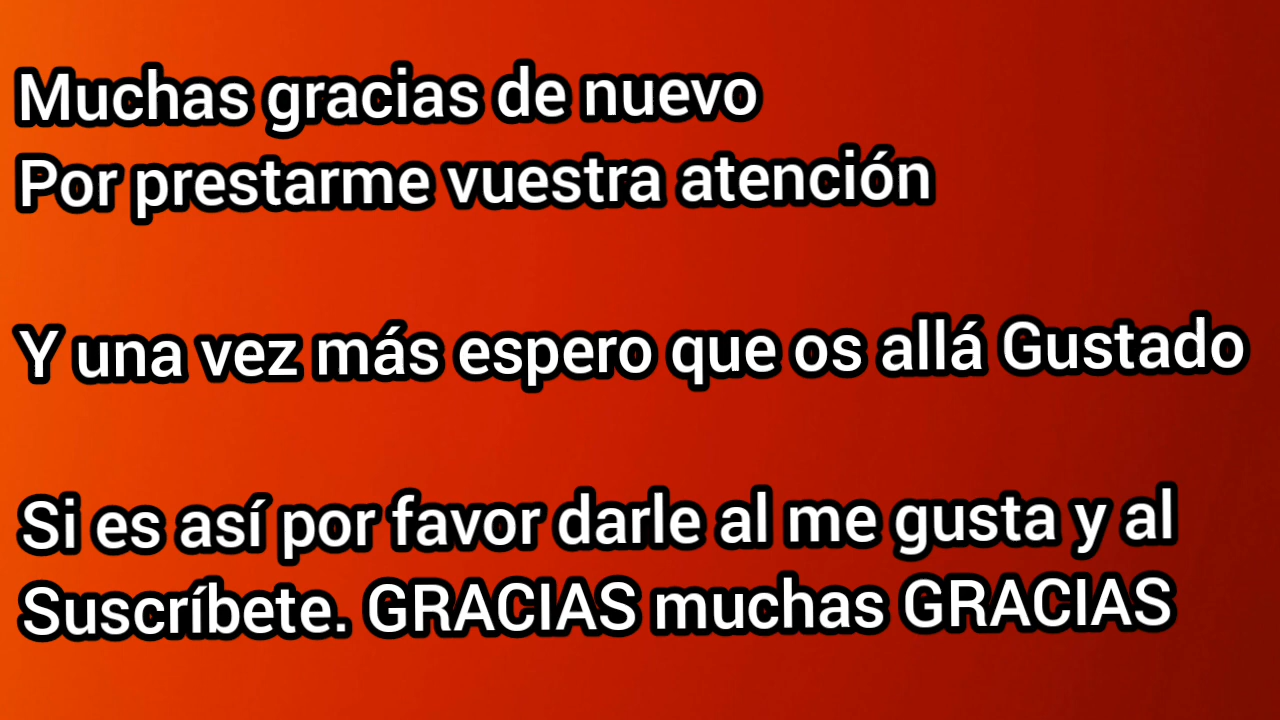 Muchas gracias de nuevo
Por prestarme vuestra atención
Y una vez más espero que os allá Gustado
Si es así por favor darle al me gusta y al
Suscríbete. GRACIAS muchas GRACIAS